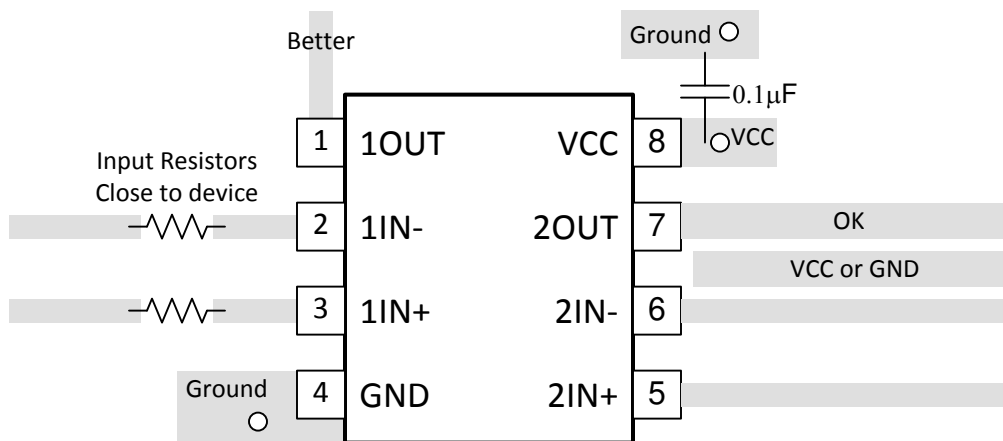 Better
Ground
0.1μF
1
1OUT
VCC
8
VCC
Input Resistors
Close to device
2
1IN-
2OUT
7
OK
VCC or GND
3
1IN+
2IN-
6
Ground
4
GND
2IN+
5